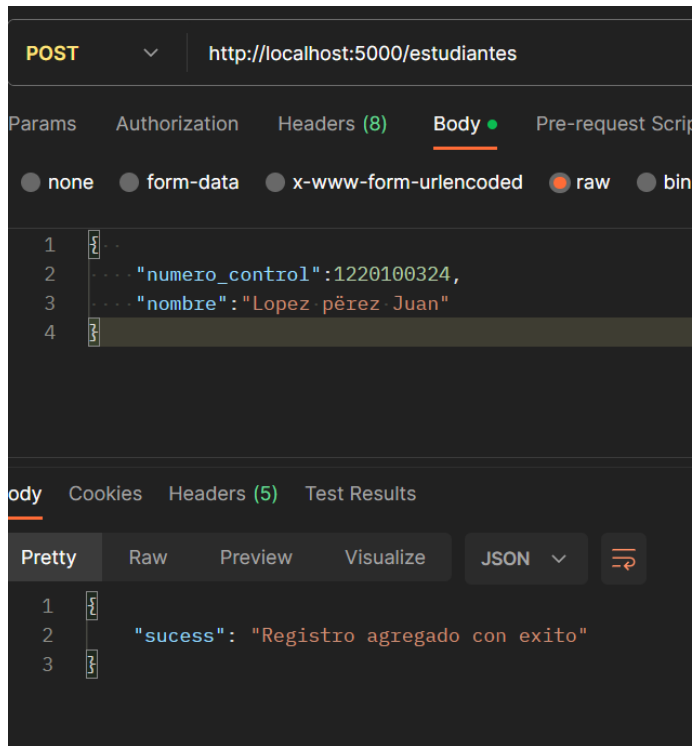 POST http://localhost:5000/estudiantes
Params Authorization Headers (8) Body Pre-request Scrip
none form-data x-www-form-urlencoded raw bin
1 {
2 "numero_control":1220100324,
3 "nombre":"Lopez përez Juan"
4 }
ody Cookies Headers (5) Test Results
Pretty Raw Preview Visualize JSON
1 {
2 "sucess": "Registro agregado con exito"
3 }